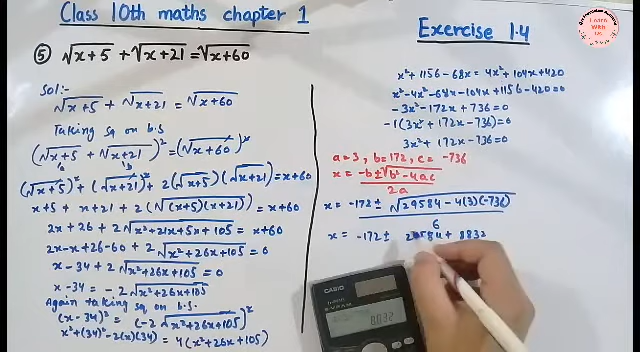 Class 10th maths chapter 1
Exercise 1.4
Learn With Us
⑤ √x+5 + √x+21 = √x+60
Sol:-
√x+5 + √x+21 = √x+60
Taking sq on b.s
(√x+5 + √x+21)² = (√x+60)²
a b
(√x+5)² + (√x+21)² + 2(√x+5)(√x+21) = x+60
x+5 + x+21 + 2(√(x+5)(x+21)) = x+60
2x+26 + 2√x²+21x+5x+105 = x+60
2x-x+26-60 + 2√x²+26x+105 = 0
x-34 + 2√x²+26x+105 = 0
x-34 = -2√x²+26x+105
Again taking sq on b.s.
(x-34)² = (-2√x²+26x+105)²
x²+(34)²-2(x)(34) = 4(x²+26x+105)
x²+1156-68x = 4x²+104x+420
x²-4x²-68x-104x+1156-420=0
-3x²-172x+736=0
-1(3x²+172x-736)=0
3x²+172x-736=0
a=3, b=172, c= -736
x = -b±√b²-4ac
2a
x = -172 ± √29584-4(3)(-736)
6
x = -172 ± 29584+8832
8832